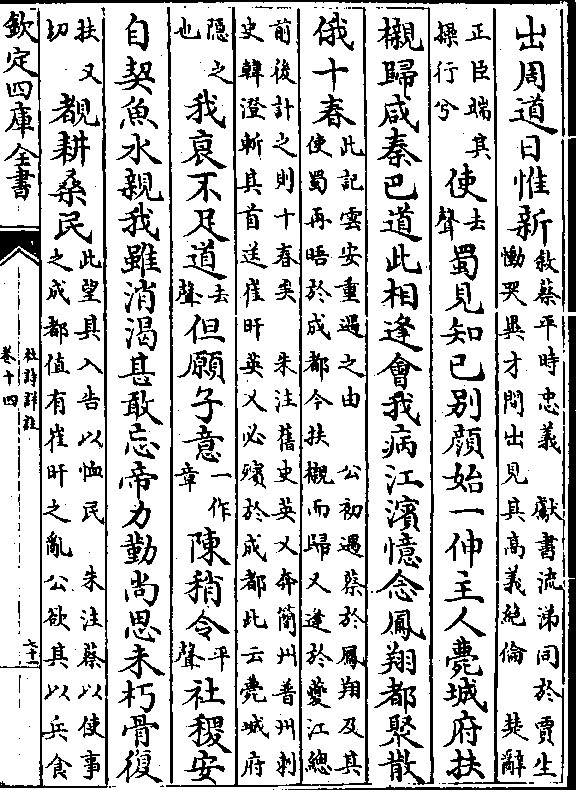 出周道日惟新敘蔡平時忠義　獻書流涕同於賈生慟哭異才間出見其高義絶倫　楚辭
正臣端其操行兮使去聲蜀見知己别顔始一伸主人薨城府扶
櫬歸咸秦巴道此相逢會我病江濱憶念鳳翔都聚散
俄十春此記雲安重遇之由　公初遇蔡於鳳翔及其使蜀再晤於成都今扶櫬而歸又逢於夔江總
前後計之則十春矣　朱注舊史英乂奔簡州普州刺史韓澄斬其首送崔旰英乂必殯於成都此云薨城府
隠之也我哀不足道去聲但願子意一作章陳稍令平聲社稷安
自契魚水親我雖消渴甚敢忘帝力勤尚思未朽骨復
扶又切覩耕桑民此望其入告以恤民　朱注蔡以使事之成都值有崔旰之亂公欲其以兵食
欽定四庫全書
杜詩詳註
卷十四